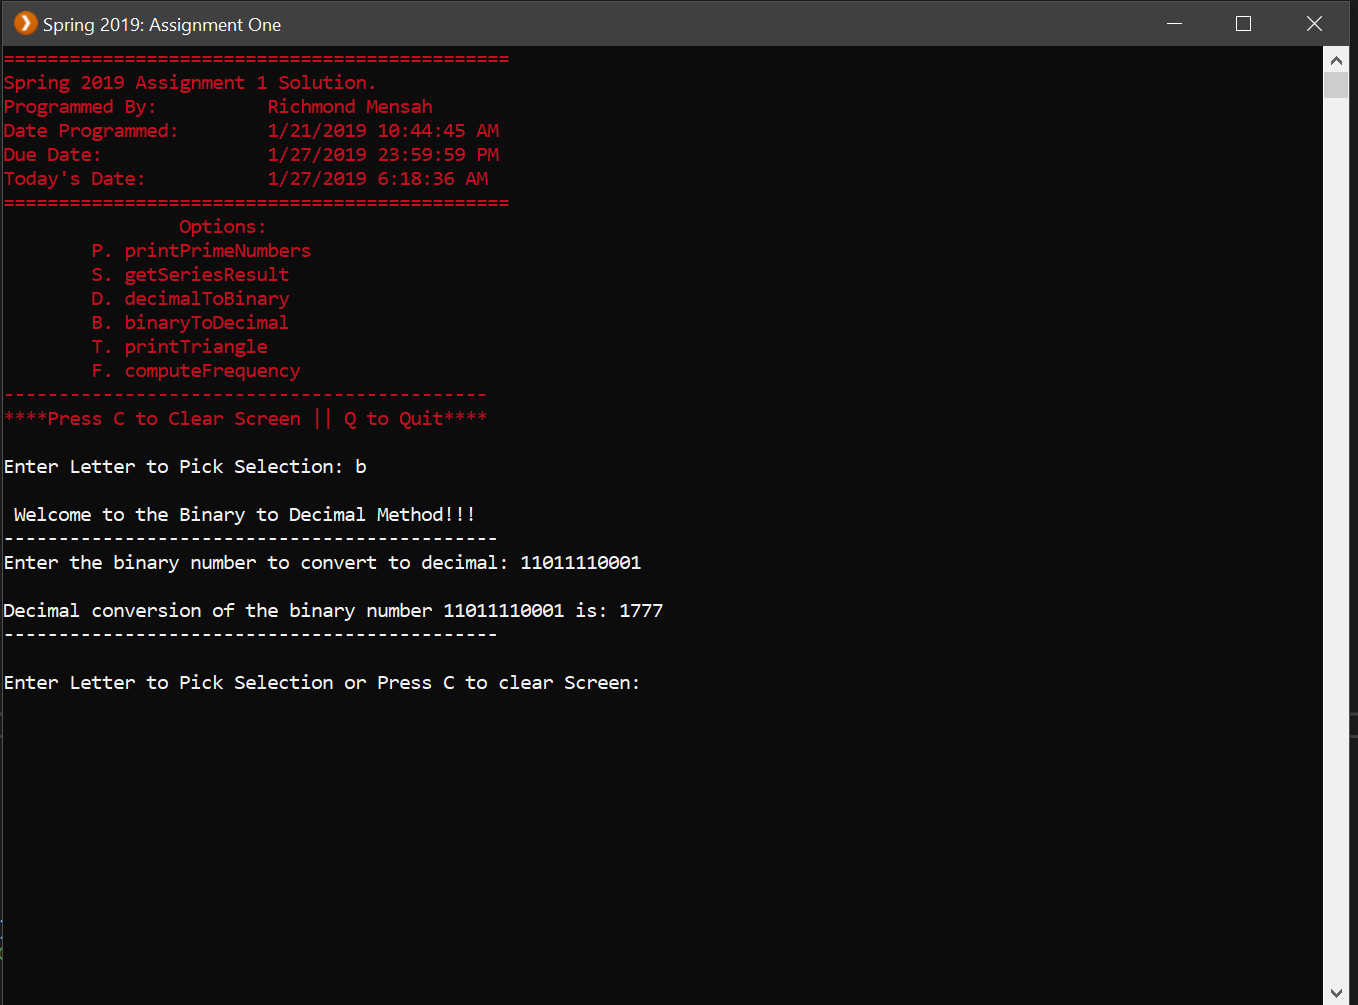 Spring 2019: Assignment One
==============================================
Spring 2019 Assignment 1 Solution.
Programmed By:          Richmond Mensah
Date Programmed:        1/21/2019 10:44:45 AM
Due Date:               1/27/2019 23:59:59 PM
Today's Date:           1/27/2019 6:18:36 AM
==============================================
                Options:
        P. printPrimeNumbers
        S. getSeriesResult
        D. decimalToBinary
        B. binaryToDecimal
        T. printTriangle
        F. computeFrequency
--------------------------------------------
****Press C to Clear Screen || Q to Quit****
Enter Letter to Pick Selection: b
 Welcome to the Binary to Decimal Method!!!
---------------------------------------------
Enter the binary number to convert to decimal: 11011110001
Decimal conversion of the binary number 11011110001 is: 1777
---------------------------------------------
Enter Letter to Pick Selection or Press C to clear Screen: